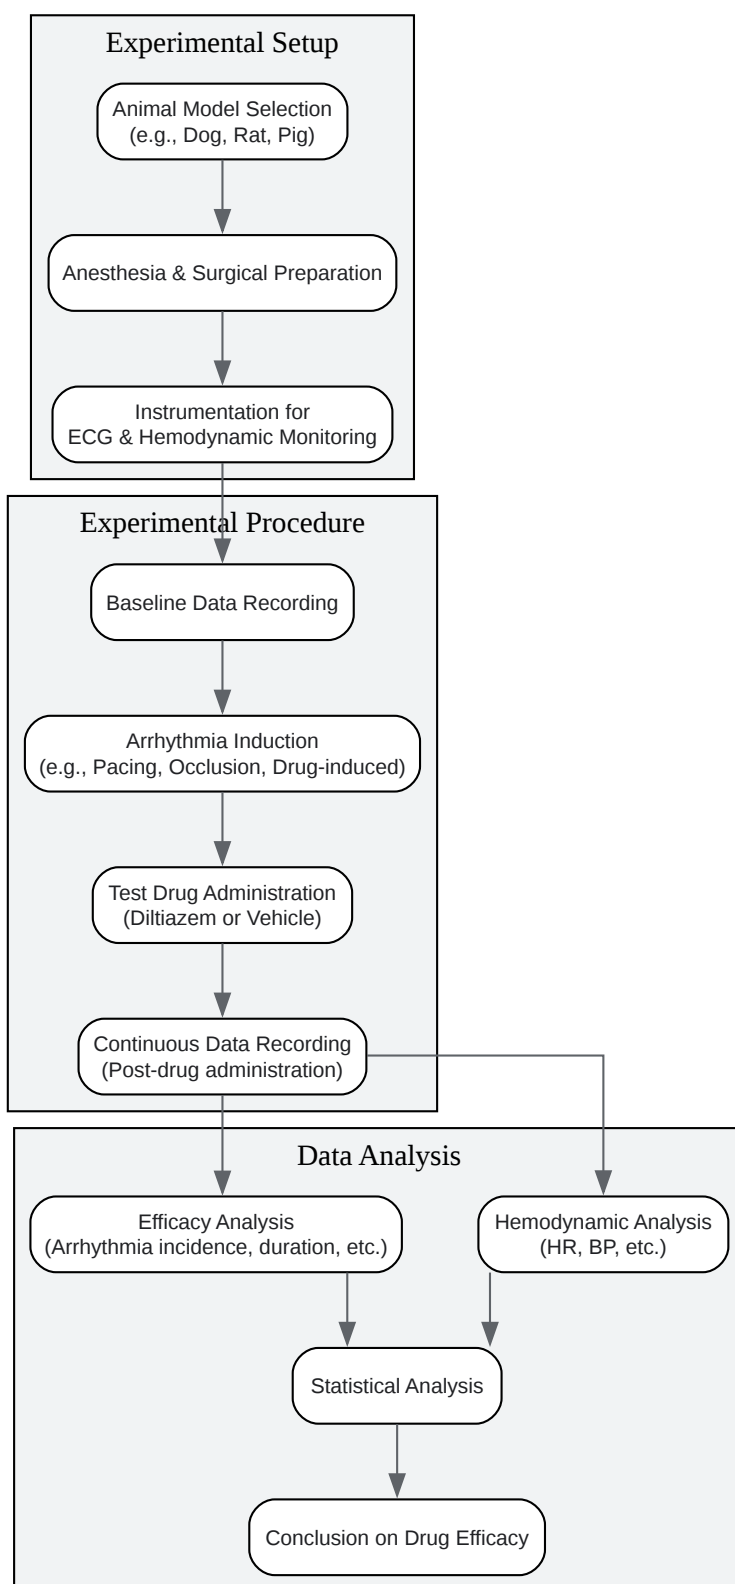 Experimental Setup
Animal Model Selection
(e.g., Dog, Rat, Pig)
Anesthesia & Surgical Preparation
Instrumentation for
ECG & Hemodynamic Monitoring
Experimental Procedure
Baseline Data Recording
Arrhythmia Induction
(e.g., Pacing, Occlusion, Drug-induced)
Test Drug Administration
(Diltiazem or Vehicle)
Continuous Data Recording
(Post-drug administration)
Data Analysis
Efficacy Analysis
(Arrhythmia incidence, duration, etc.)
Hemodynamic Analysis
(HR, BP, etc.)
Statistical Analysis
Conclusion on Drug Efficacy